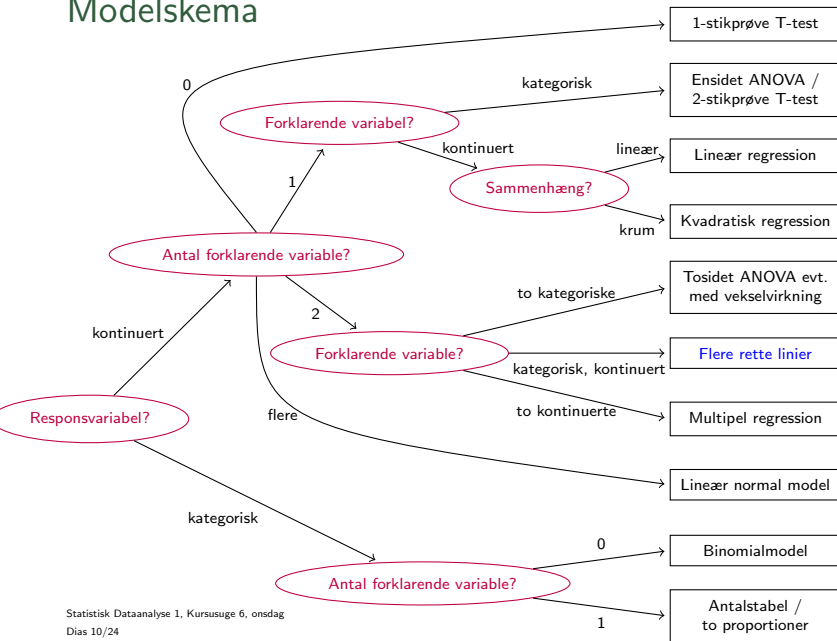 Modelskema
1-stikprøve T-test
0
kategorisk
Ensidet ANOVA /
2-stikprøve T-test
Forklarende variabel?
kontinuert
lineær
Lineær regression
1
Sammenhæng?
krum
Kvadratisk regression
Antal forklarende variable?
to kategoriske
Tosidet ANOVA evt.
med vekselvirkning
2
kontinuert
Forklarende variable?
Flere rette linier
kategorisk, kontinuert
to kontinuerte
Multipel regression
Responsvariabel?
flere
Lineær normal model
kategorisk
0
Binomialmodel
Antal forklarende variable?
1
Antalstabel /
to proportioner
Statistisk Dataanalyse 1, Kursusuge 6, onsdag
Dias 10/24